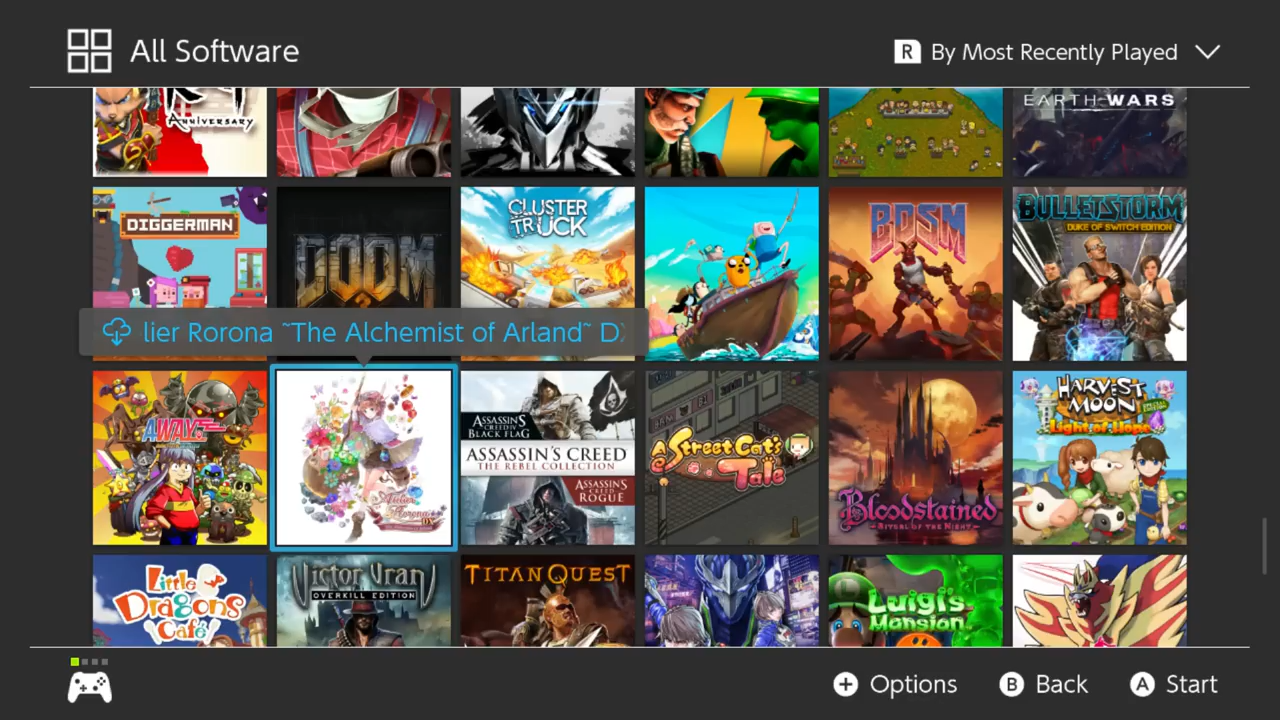 All Software
R By Most Recently Played
ANNIVERSARY
EARTH WARS
DIGGERMAN
DOOM
CLUSTER
TRUCK
BDSM
BULLETSTORM
DUKE OF SWITCH EDITION
lier Rorona ~The Alchemist of Arland~ D
AWAY
Atelier
Rorona
DX
ASSASSIN'S
CREED IV
BLACK FLAG
ASSASSIN'S CREED
THE REBEL COLLECTION
ASSASSIN'S
CREED
ROGUE
A Street Cat's
Tale
Bloodstained
RITUAL OF THE NIGHT
HARVEST
MOON
Light of Hope
Little
Dragons
Café
Victor Vran
OVERKILL EDITION
TITAN QUEST
Luigi's
Mansion
+ Options
B Back
A Start